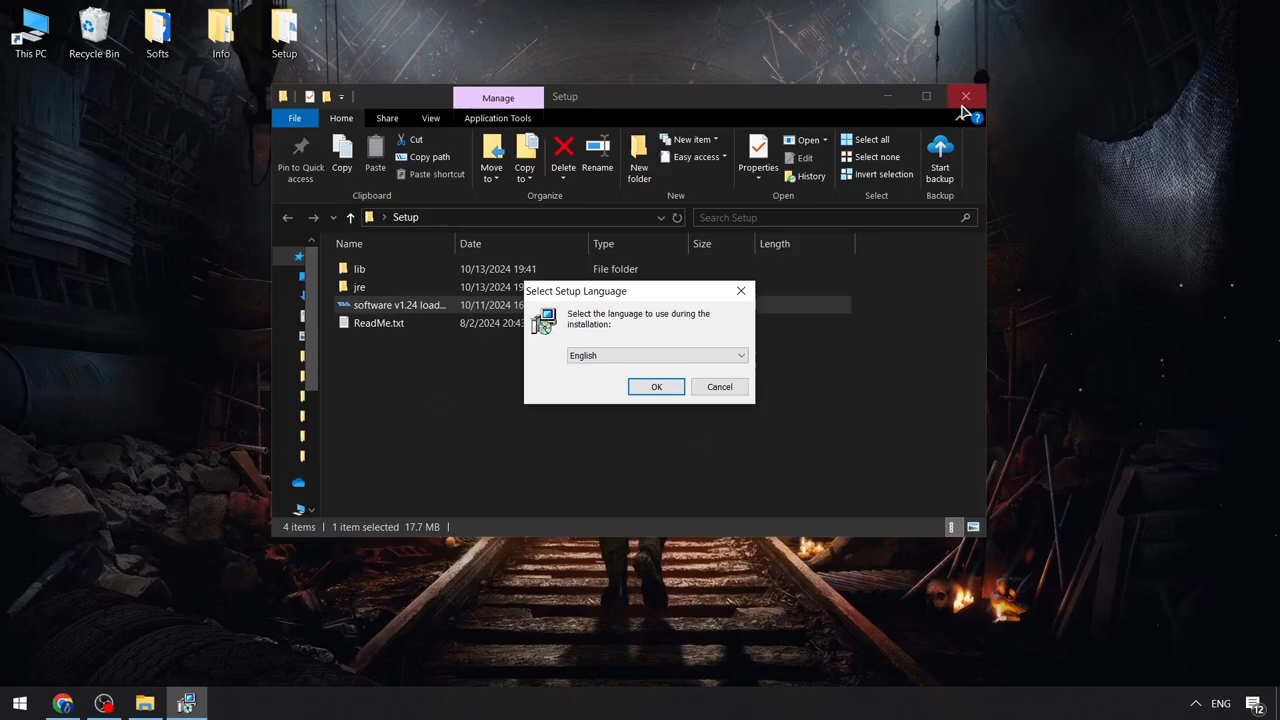 This PC
Recycle Bin
Softs
Info
Setup
Manage
Setup
File
Home
Share
View
Application Tools
?
Pin to Quick access
Copy
Paste
Cut
Copy path
Paste shortcut
Clipboard
Move to
Copy to
Delete
Rename
Organize
New folder
New item
Easy access
New
Properties
Open
Edit
History
Open
Select all
Select none
Invert selection
Select
Start backup
Backup
Setup
Search Setup
Name
Date
Type
Size
Length
lib
10/13/2024 19:41
File folder
jre
10/13/2024 19
software v1.24 load...
10/11/2024 16
ReadMe.txt
8/2/2024 20:43
Select Setup Language
Select the language to use during the
installation:
English
OK
Cancel
4 items
1 item selected 17.7 MB
ENG
12